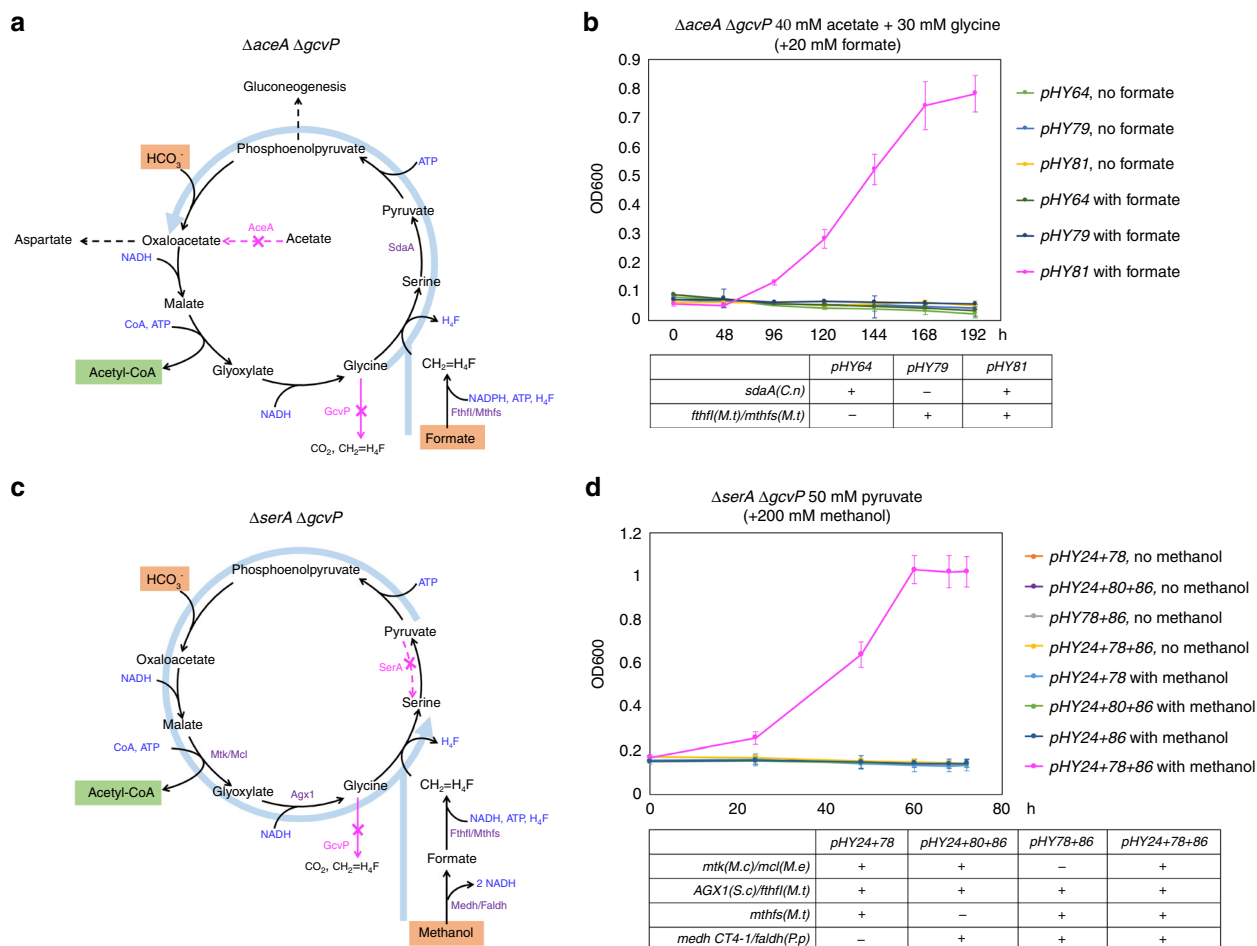 a
ΔaceA ΔgcvP
Gluconeogenesis
HCO3-
Phosphoenolpyruvate
ATP
Pyruvate
Aspartate
Oxaloacetate
AceA
Acetate
NADH
SdaA
Serine
Malate
CoA, ATP
H4F
Acetyl-CoA
Glyoxylate
Glycine
CH2=H4F
NADH
NADPH, ATP, H4F
GcvP
Fthfl/Mthfs
Formate
CO2, CH2=H4F
b
ΔaceA ΔgcvP 40 mM acetate + 30 mM glycine
(+20 mM formate)
0.9
0.8
0.7
0.6
0.5
0.4
0.3
0.2
0.1
0
OD600
0 48 96 120 144 168 192 h
pHY64, no formate
pHY79, no formate
pHY81, no formate
pHY64 with formate
pHY79 with formate
pHY81 with formate
pHY64 pHY79 pHY81
sdaA(C.n) + – +
fthfl(M.t)/mthfs(M.t) – + +
c
ΔserA ΔgcvP
HCO3-
Phosphoenolpyruvate
ATP
Pyruvate
Oxaloacetate
SerA
NADH
Serine
Malate
CoA, ATP
Mtk/Mcl
H4F
Acetyl-CoA
Glyoxylate
Agx1
Glycine
CH2=H4F
NADH
NADH, ATP, H4F
GcvP
Fthfl/Mthfs
CO2, CH2=H4F
Formate
2 NADH
Medh/Faldh
Methanol
d
ΔserA ΔgcvP 50 mM pyruvate
(+200 mM methanol)
1.2
1
0.8
0.6
0.4
0.2
0
OD600
0 20 40 60 80 h
pHY24+78, no methanol
pHY24+80+86, no methanol
pHY78+86, no methanol
pHY24+78+86, no methanol
pHY24+78 with methanol
pHY24+80+86 with methanol
pHY24+86 with methanol
pHY24+78+86 with methanol
pHY24+78 pHY24+80+86 pHY78+86 pHY24+78+86
mtk(M.c)/mcl(M.e) + + – +
AGX1(S.c)/fthfl(M.t) + + + +
mthfs(M.t) + – + +
medh CT4-1/faldh(P.p) – + + +